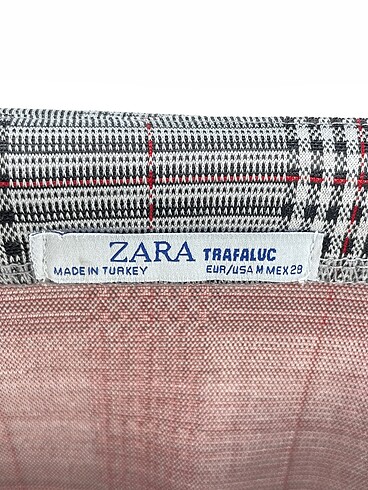 ZARA TRAFALUC
MADE IN TURKEY EUR/USA M MEX 28